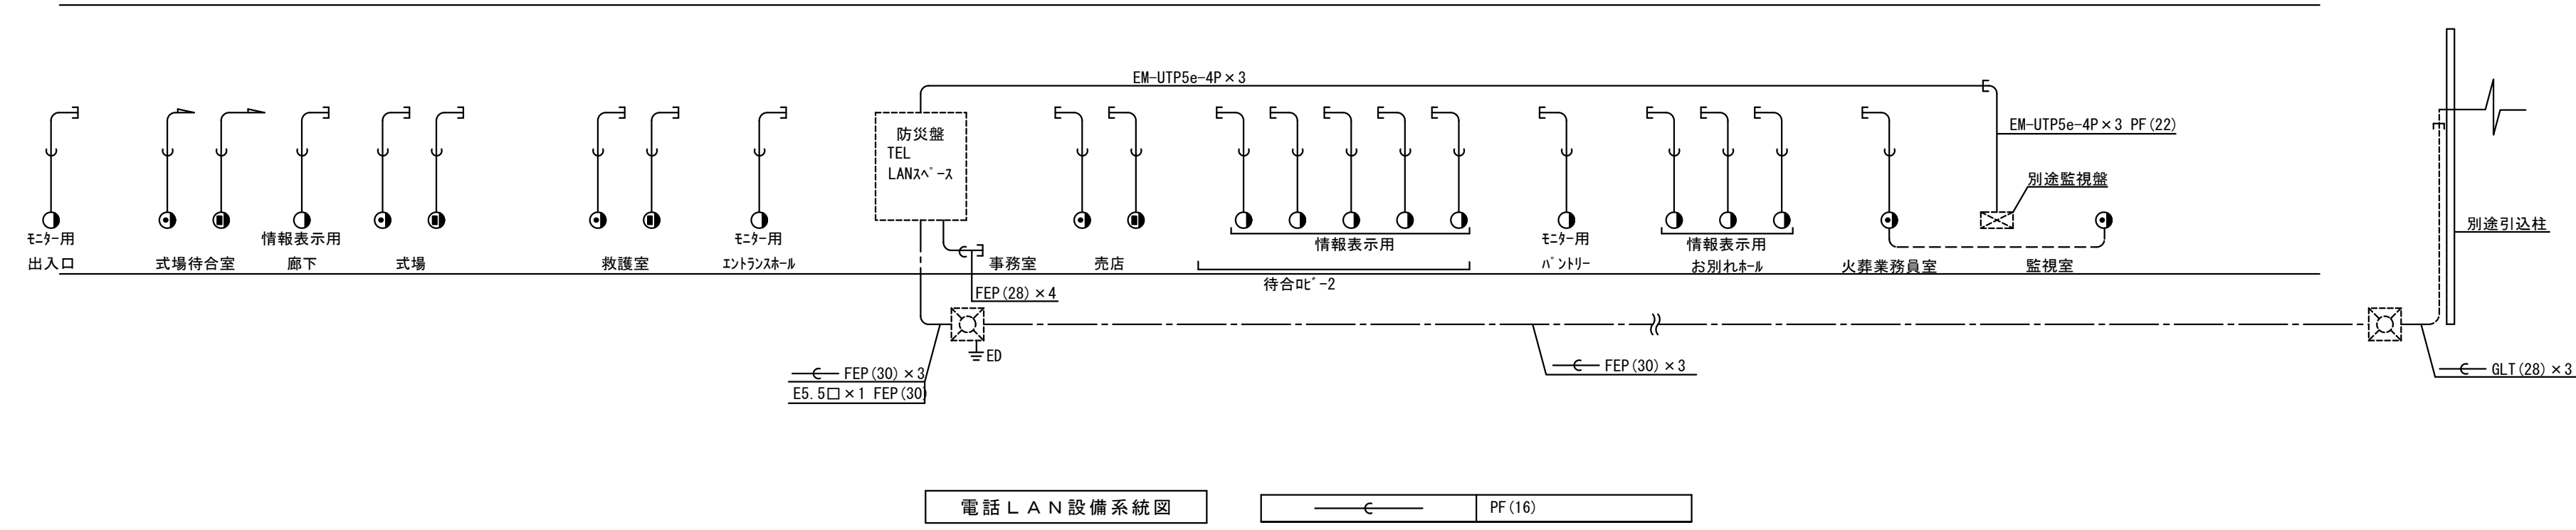 EM-UTP5e-4P×3
防災盤
TEL
LANｽﾍﾟｰｽ
EM-UTP5e-4P×3 PF(22)
別途監視盤
別途引込柱
ﾓﾆﾀｰ用
情報表示用
ﾓﾆﾀｰ用
情報表示用
ﾓﾆﾀｰ用
情報表示用
出入口
式場待合室
廊下
式場
救護室
ｴﾝﾄﾗﾝｽﾎｰﾙ
事務室
売店
待合ﾛﾋﾞｰ2
ﾊﾟﾝﾄﾘｰ
お別れﾎｰﾙ
火葬業務員室
監視室
FEP(28)×4
ED
FEP(30)×3
E5.5□×1 FEP(30)
FEP(30)×3
GLT(28)×3
電話ＬＡＮ設備系統図
PF(16)